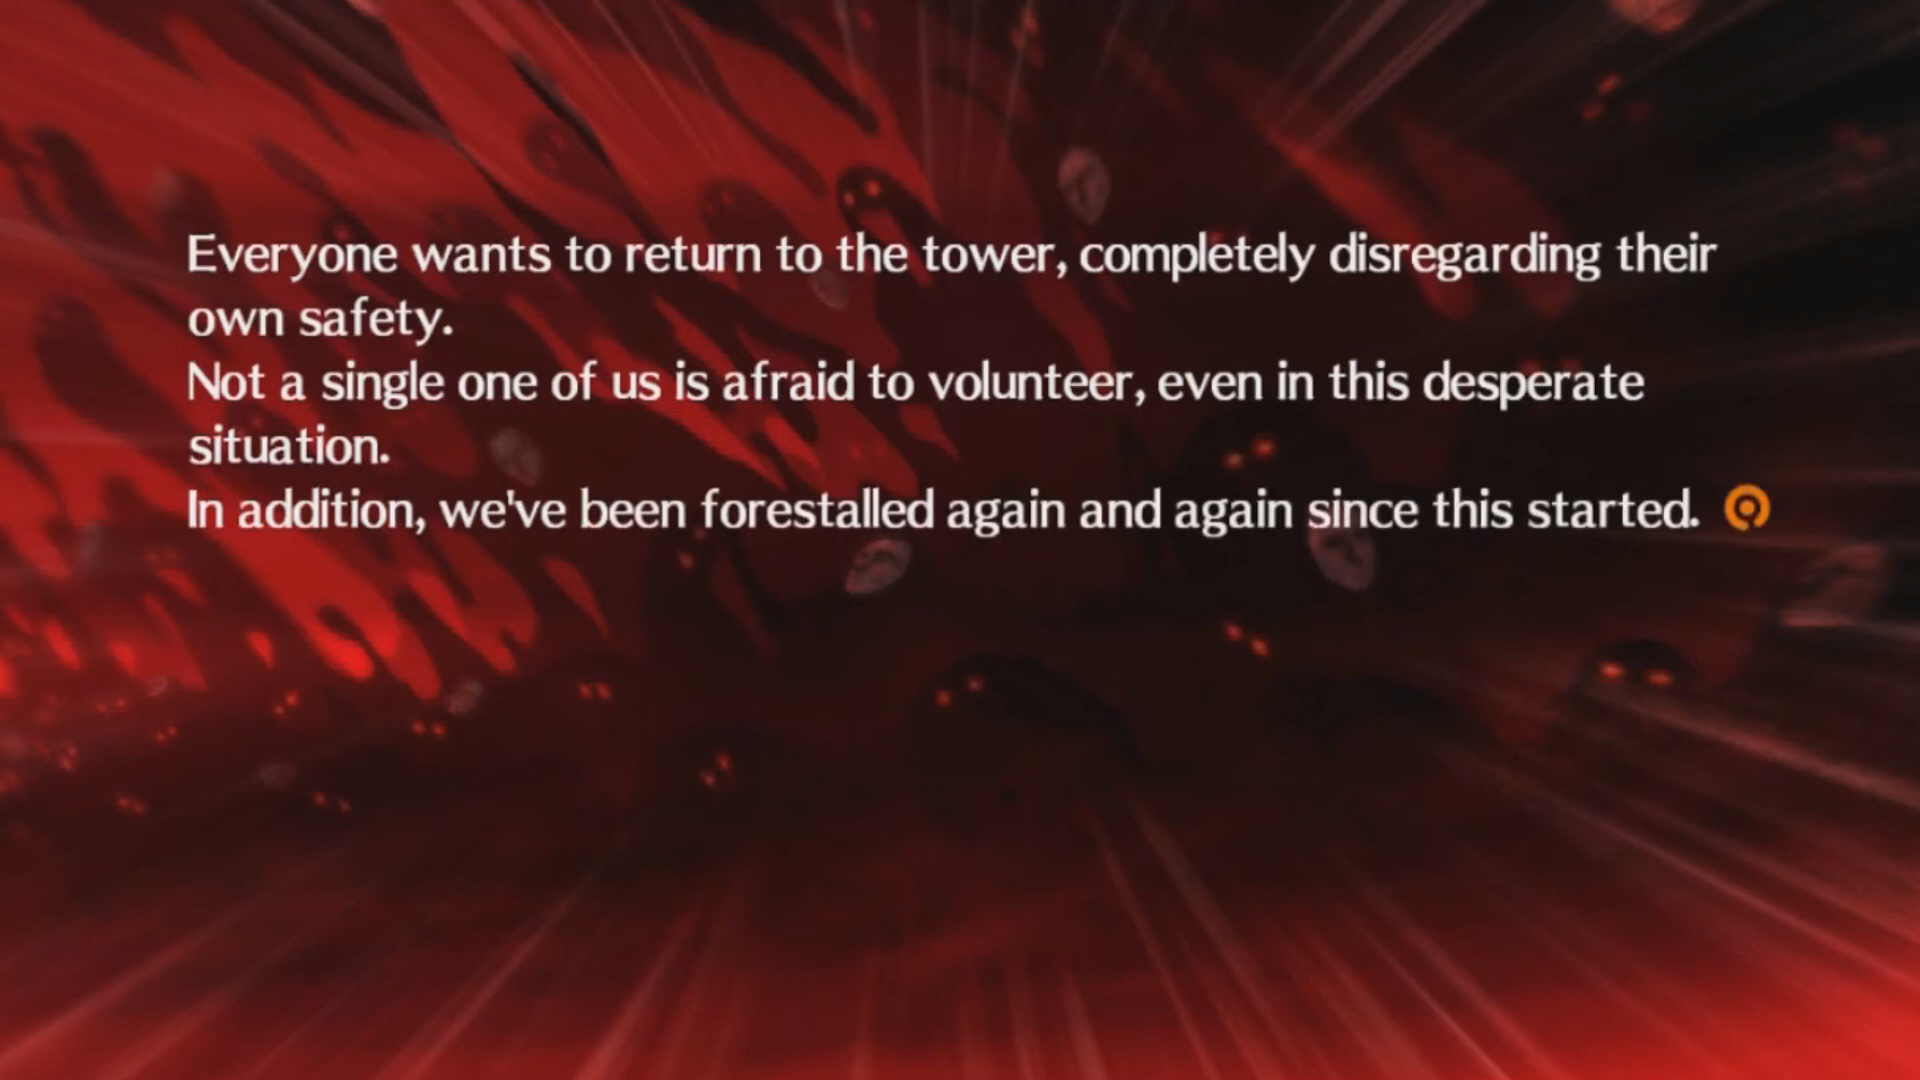 Everyone wants to return to the tower, completely disregarding their
own safety.
Not a single one of us is afraid to volunteer, even in this desperate
situation.
In addition, we've been forestalled again and again since this started.